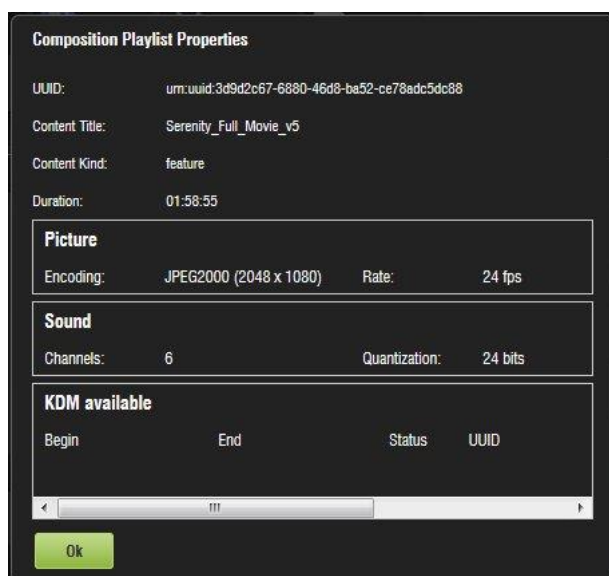 Composition Playlist Properties
UUID: urn:uuid:3d9d2c67-6880-46d8-ba52-ce78adc5dc88
Content Title: Serenity_Full_Movie_v5
Content Kind: feature
Duration: 01:58:55
Picture
Encoding: JPEG2000 (2048 x 1080) Rate: 24 fps
Sound
Channels: 6 Quantization: 24 bits
KDM available
Begin End Status UUID
Ok